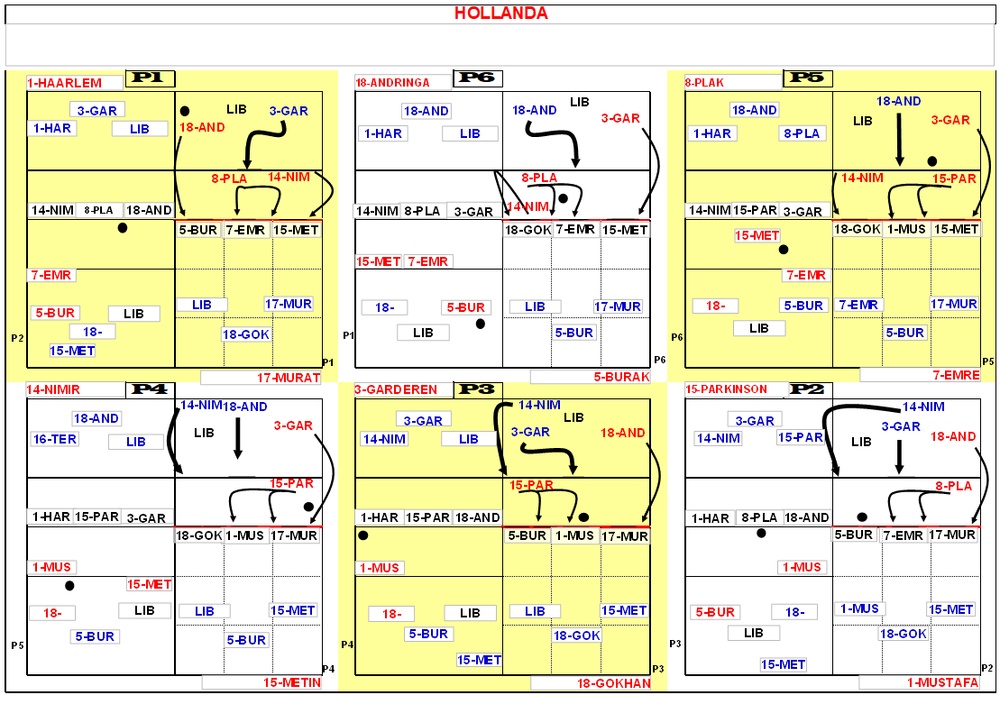 HOLLANDA
1-HAARLEM P1
LIB 3-GAR
3-GAR
1-HAR LIB 18-AND
8-PLA 14-NIM
14-NIM 8-PLA 18-AND
5-BUR 7-EMR 15-MET
7-EMR
5-BUR LIB LIB 17-MUR
18- 18-GOK
15-MET
P2 P1
17-MURAT
18-ANDRINGA P6
LIB
18-AND 18-AND 3-GAR
1-HAR LIB
8-PLA
14-NIM 8-PLA 3-GAR 14-NIM
18-GOK 7-EMR 15-MET
15-MET 7-EMR
18- 5-BUR LIB 17-MUR
LIB 5-BUR
P1 P6
5-BURAK
8-PLAK P5
18-AND
18-AND LIB 3-GAR
1-HAR 8-PLA
14-NIM 15-PAR
14-NIM 15-PAR 3-GAR
18-GOK 1-MUS 15-MET
15-MET
7-EMR
18- 5-BUR 7-EMR 17-MUR
LIB 5-BUR
P6 P5
7-EMRE
14-NIMIR P4
14-NIM 18-AND
18-AND 3-GAR
16-TER LIB LIB
15-PAR
1-HAR 15-PAR 3-GAR
18-GOK 1-MUS 17-MUR
1-MUS
15-MET
18- LIB LIB 15-MET
5-BUR 5-BUR
P5 P4
15-METIN
3-GARDEREN P3
14-NIM
3-GAR LIB
3-GAR 18-AND
14-NIM LIB
15-PAR
1-HAR 15-PAR 18-AND
5-BUR 1-MUS 17-MUR
1-MUS
18- LIB LIB 15-MET
5-BUR 18-GOK
15-MET
P4 P3
18-GOKHAN
15-PARKINSON P2
14-NIM
3-GAR 3-GAR
14-NIM 15-PAR LIB 18-AND
8-PLA
1-HAR 8-PLA 18-AND
5-BUR 7-EMR 17-MUR
1-MUS
5-BUR 18- 1-MUS 15-MET
LIB 18-GOK
15-MET
P3 P2
1-MUSTAFA